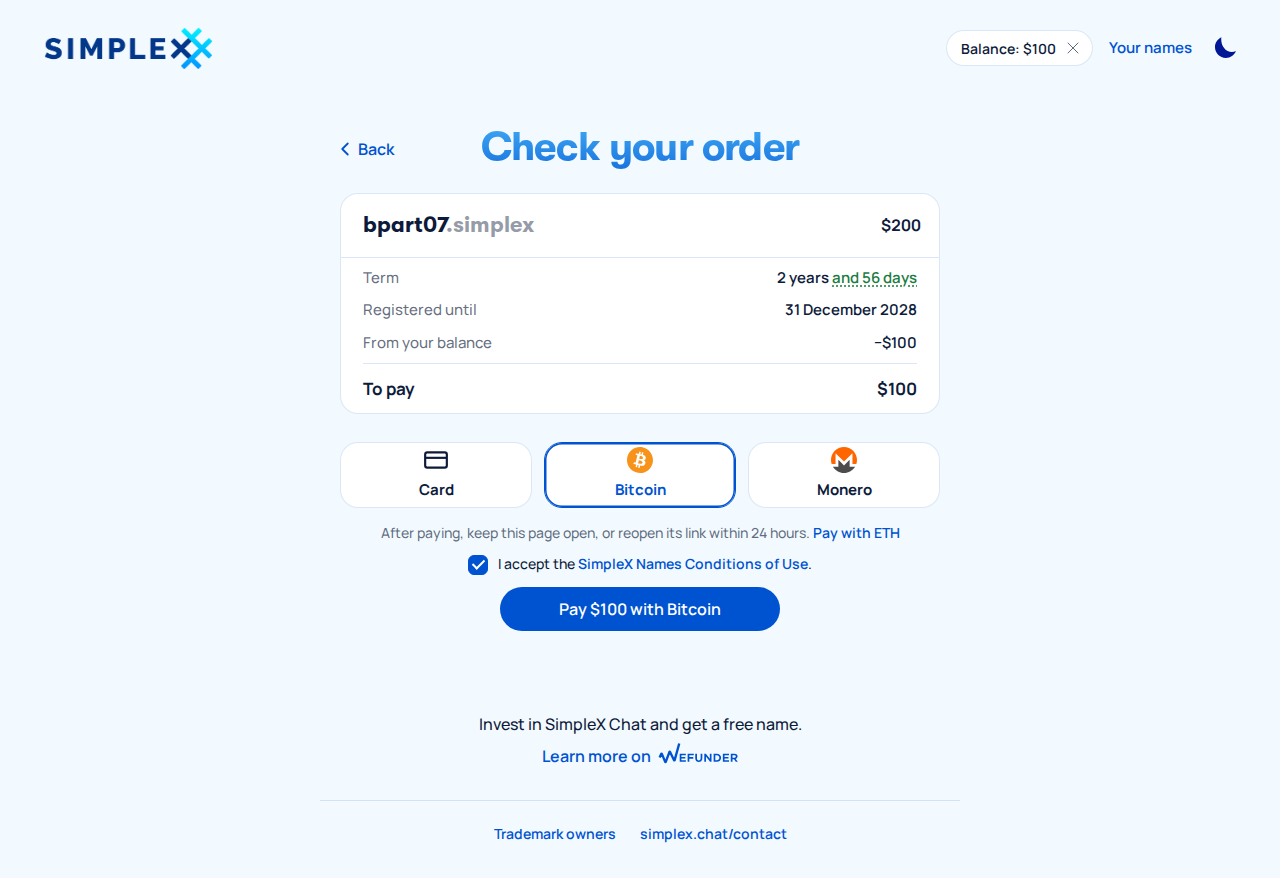 SIMPLEX
Balance: $100
Your names
Back
Check your order
bpart07.simplex
$200
Term
2 years and 56 days
Registered until
31 December 2028
From your balance
−$100
To pay
$100
Card
Bitcoin
Monero
After paying, keep this page open, or reopen its link within 24 hours. Pay with ETH
I accept the SimpleX Names Conditions of Use.
Pay $100 with Bitcoin
Invest in SimpleX Chat and get a free name.
Learn more on WEFUNDER
Trademark owners
simplex.chat/contact